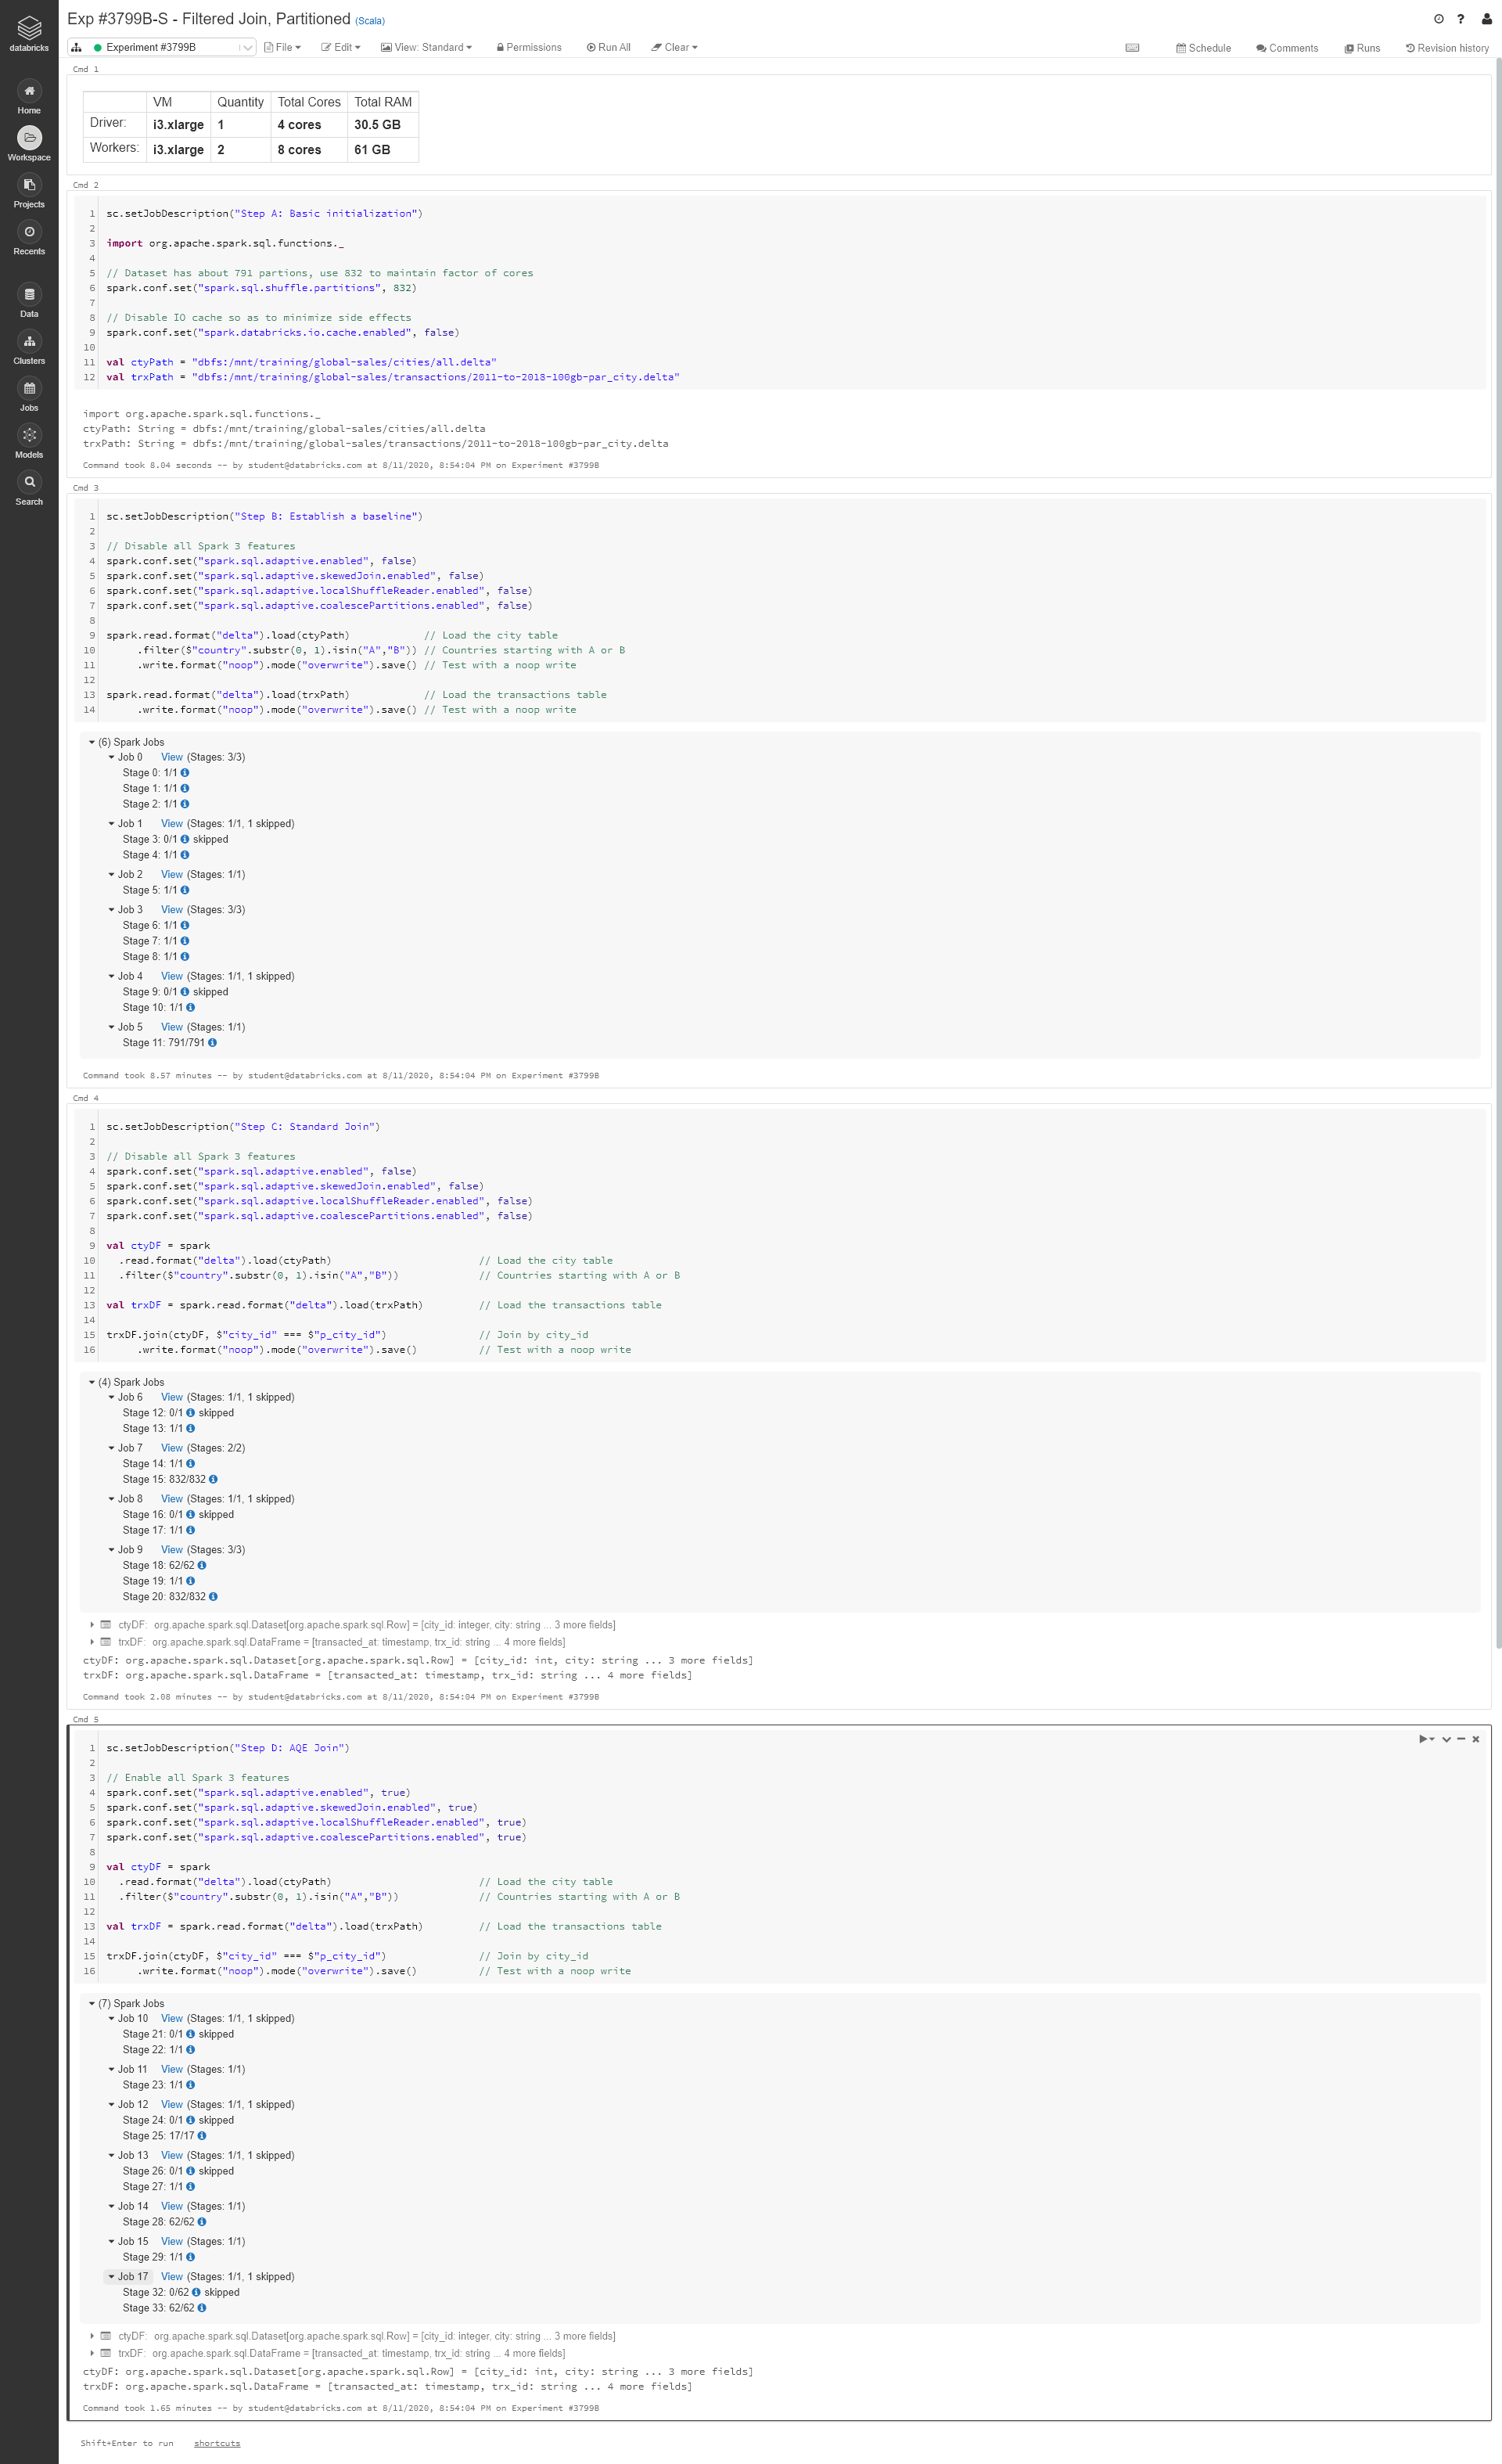 Exp #3799B-S - Filtered Join, Partitioned (Scala)
databricks
Experiment #3799B
File
Edit
View: Standard
Permissions
Run All
Clear
Schedule
Comments
Runs
Revision history
Home
Workspace
Projects
Recents
Data
Clusters
Jobs
Models
Search
Cmd 1
VM Quantity Total Cores Total RAM
Driver: i3.xlarge 1 4 cores 30.5 GB
Workers: i3.xlarge 2 8 cores 61 GB
Cmd 2
1 sc.setJobDescription("Step A: Basic initialization")
2
3 import org.apache.spark.sql.functions._
4
5 // Dataset has about 791 partions, use 832 to maintain factor of cores
6 spark.conf.set("spark.sql.shuffle.partitions", 832)
7
8 // Disable IO cache so as to minimize side effects
9 spark.conf.set("spark.databricks.io.cache.enabled", false)
10
11 val ctyPath = "dbfs:/mnt/training/global-sales/cities/all.delta"
12 val trxPath = "dbfs:/mnt/training/global-sales/transactions/2011-to-2018-100gb-par_city.delta"
import org.apache.spark.sql.functions._
ctyPath: String = dbfs:/mnt/training/global-sales/cities/all.delta
trxPath: String = dbfs:/mnt/training/global-sales/transactions/2011-to-2018-100gb-par_city.delta
Command took 8.04 seconds -- by student@databricks.com at 8/11/2020, 8:54:04 PM on Experiment #3799B
Cmd 3
1 sc.setJobDescription("Step B: Establish a baseline")
2
3 // Disable all Spark 3 features
4 spark.conf.set("spark.sql.adaptive.enabled", false)
5 spark.conf.set("spark.sql.adaptive.skewedJoin.enabled", false)
6 spark.conf.set("spark.sql.adaptive.localShuffleReader.enabled", false)
7 spark.conf.set("spark.sql.adaptive.coalescePartitions.enabled", false)
8
9 spark.read.format("delta").load(ctyPath) // Load the city table
10 .filter($"country".substr(0, 1).isin("A","B")) // Countries starting with A or B
11 .write.format("noop").mode("overwrite").save() // Test with a noop write
12
13 spark.read.format("delta").load(trxPath) // Load the transactions table
14 .write.format("noop").mode("overwrite").save() // Test with a noop write
(6) Spark Jobs
Job 0 View (Stages: 3/3)
Stage 0: 1/1
Stage 1: 1/1
Stage 2: 1/1
Job 1 View (Stages: 1/1, 1 skipped)
Stage 3: 0/1 skipped
Stage 4: 1/1
Job 2 View (Stages: 1/1)
Stage 5: 1/1
Job 3 View (Stages: 3/3)
Stage 6: 1/1
Stage 7: 1/1
Stage 8: 1/1
Job 4 View (Stages: 1/1, 1 skipped)
Stage 9: 0/1 skipped
Stage 10: 1/1
Job 5 View (Stages: 1/1)
Stage 11: 791/791
Command took 8.57 minutes -- by student@databricks.com at 8/11/2020, 8:54:04 PM on Experiment #3799B
Cmd 4
1 sc.setJobDescription("Step C: Standard Join")
2
3 // Disable all Spark 3 features
4 spark.conf.set("spark.sql.adaptive.enabled", false)
5 spark.conf.set("spark.sql.adaptive.skewedJoin.enabled", false)
6 spark.conf.set("spark.sql.adaptive.localShuffleReader.enabled", false)
7 spark.conf.set("spark.sql.adaptive.coalescePartitions.enabled", false)
8
9 val ctyDF = spark
10 .read.format("delta").load(ctyPath) // Load the city table
11 .filter($"country".substr(0, 1).isin("A","B")) // Countries starting with A or B
12
13 val trxDF = spark.read.format("delta").load(trxPath) // Load the transactions table
14
15 trxDF.join(ctyDF, $"city_id" === $"p_city_id") // Join by city_id
16 .write.format("noop").mode("overwrite").save() // Test with a noop write
(4) Spark Jobs
Job 6 View (Stages: 1/1, 1 skipped)
Stage 12: 0/1 skipped
Stage 13: 1/1
Job 7 View (Stages: 2/2)
Stage 14: 1/1
Stage 15: 832/832
Job 8 View (Stages: 1/1, 1 skipped)
Stage 16: 0/1 skipped
Stage 17: 1/1
Job 9 View (Stages: 3/3)
Stage 18: 62/62
Stage 19: 1/1
Stage 20: 832/832
ctyDF: org.apache.spark.sql.Dataset[org.apache.spark.sql.Row] = [city_id: integer, city: string ... 3 more fields]
trxDF: org.apache.spark.sql.DataFrame = [transacted_at: timestamp, trx_id: string ... 4 more fields]
ctyDF: org.apache.spark.sql.Dataset[org.apache.spark.sql.Row] = [city_id: int, city: string ... 3 more fields]
trxDF: org.apache.spark.sql.DataFrame = [transacted_at: timestamp, trx_id: string ... 4 more fields]
Command took 2.08 minutes -- by student@databricks.com at 8/11/2020, 8:54:04 PM on Experiment #3799B
Cmd 5
1 sc.setJobDescription("Step D: AQE Join")
2
3 // Enable all Spark 3 features
4 spark.conf.set("spark.sql.adaptive.enabled", true)
5 spark.conf.set("spark.sql.adaptive.skewedJoin.enabled", true)
6 spark.conf.set("spark.sql.adaptive.localShuffleReader.enabled", true)
7 spark.conf.set("spark.sql.adaptive.coalescePartitions.enabled", true)
8
9 val ctyDF = spark
10 .read.format("delta").load(ctyPath) // Load the city table
11 .filter($"country".substr(0, 1).isin("A","B")) // Countries starting with A or B
12
13 val trxDF = spark.read.format("delta").load(trxPath) // Load the transactions table
14
15 trxDF.join(ctyDF, $"city_id" === $"p_city_id") // Join by city_id
16 .write.format("noop").mode("overwrite").save() // Test with a noop write
(7) Spark Jobs
Job 10 View (Stages: 1/1, 1 skipped)
Stage 21: 0/1 skipped
Stage 22: 1/1
Job 11 View (Stages: 1/1)
Stage 23: 1/1
Job 12 View (Stages: 1/1, 1 skipped)
Stage 24: 0/1 skipped
Stage 25: 17/17
Job 13 View (Stages: 1/1, 1 skipped)
Stage 26: 0/1 skipped
Stage 27: 1/1
Job 14 View (Stages: 1/1)
Stage 28: 62/62
Job 15 View (Stages: 1/1)
Stage 29: 1/1
Job 17 View (Stages: 1/1, 1 skipped)
Stage 32: 0/62 skipped
Stage 33: 62/62
ctyDF: org.apache.spark.sql.Dataset[org.apache.spark.sql.Row] = [city_id: integer, city: string ... 3 more fields]
trxDF: org.apache.spark.sql.DataFrame = [transacted_at: timestamp, trx_id: string ... 4 more fields]
ctyDF: org.apache.spark.sql.Dataset[org.apache.spark.sql.Row] = [city_id: int, city: string ... 3 more fields]
trxDF: org.apache.spark.sql.DataFrame = [transacted_at: timestamp, trx_id: string ... 4 more fields]
Command took 1.65 minutes -- by student@databricks.com at 8/11/2020, 8:54:04 PM on Experiment #3799B
Shift+Enter to run shortcuts